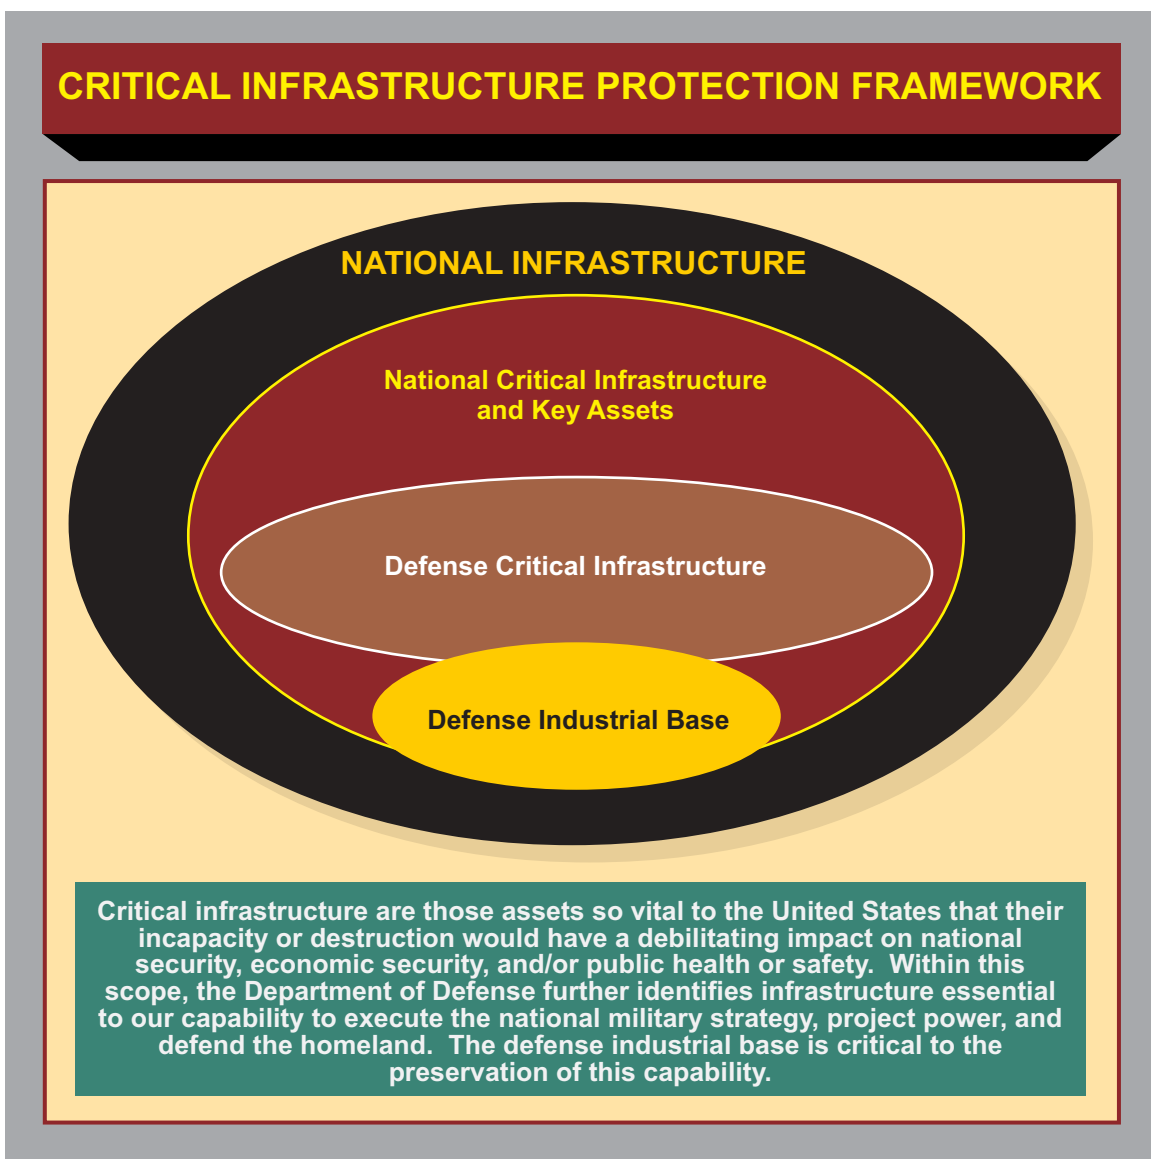 CRITICAL INFRASTRUCTURE PROTECTION FRAMEWORK
NATIONAL INFRASTRUCTURE
National Critical Infrastructure
and Key Assets
Defense Critical Infrastructure
Defense Industrial Base
Critical infrastructure are those assets so vital to the United States that their
incapacity or destruction would have a debilitating impact on national
security, economic security, and/or public health or safety.  Within this
scope, the Department of Defense further identifies infrastructure essential
to our capability to execute the national military strategy, project power, and
defend the homeland.  The defense industrial base is critical to the
preservation of this capability.